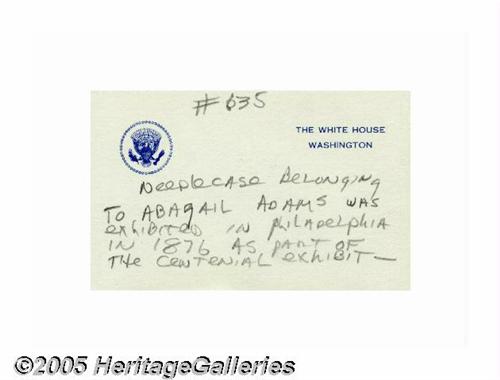 #635
THE WHITE HOUSE
WASHINGTON
Needlecase Belonging
TO ABAGAIL ADAMS WAS
exhibited in philadelphia
IN 1876 AS PART OF
THE CENTENIAL exhibit—
©2005 HeritageGalleries